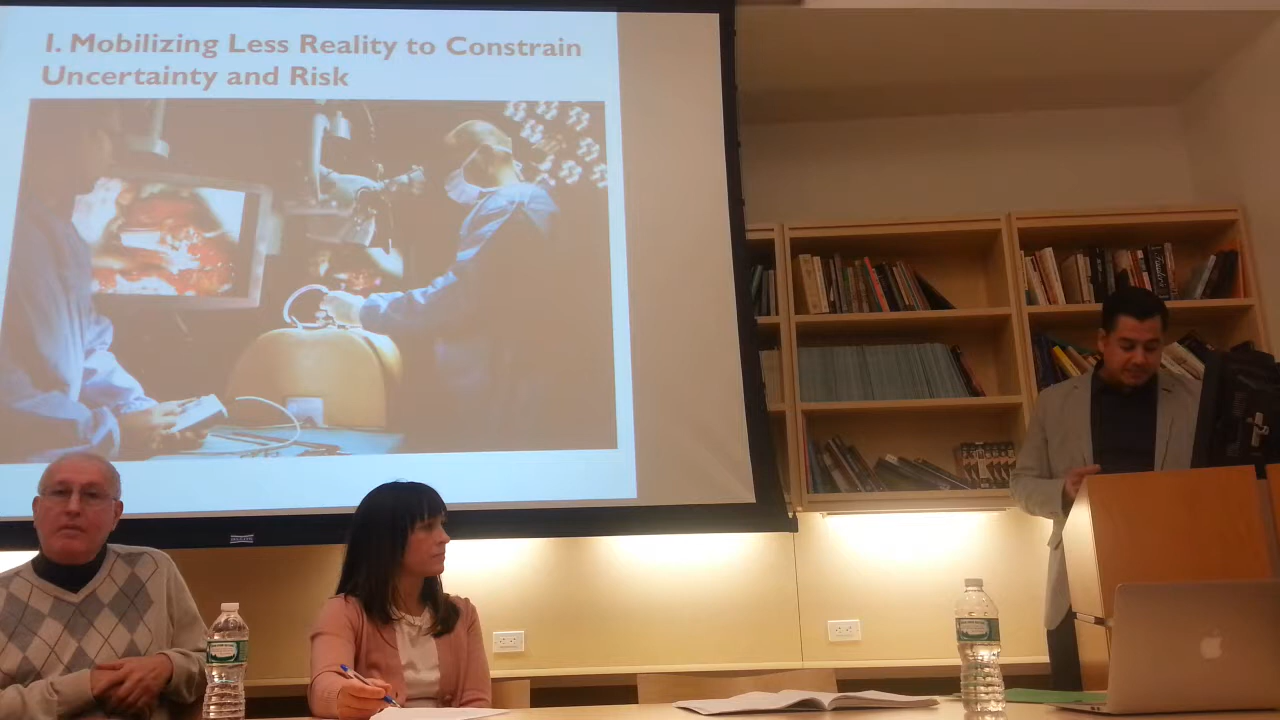 I. Mobilizing Less Reality to Constrain
Uncertainty and Risk